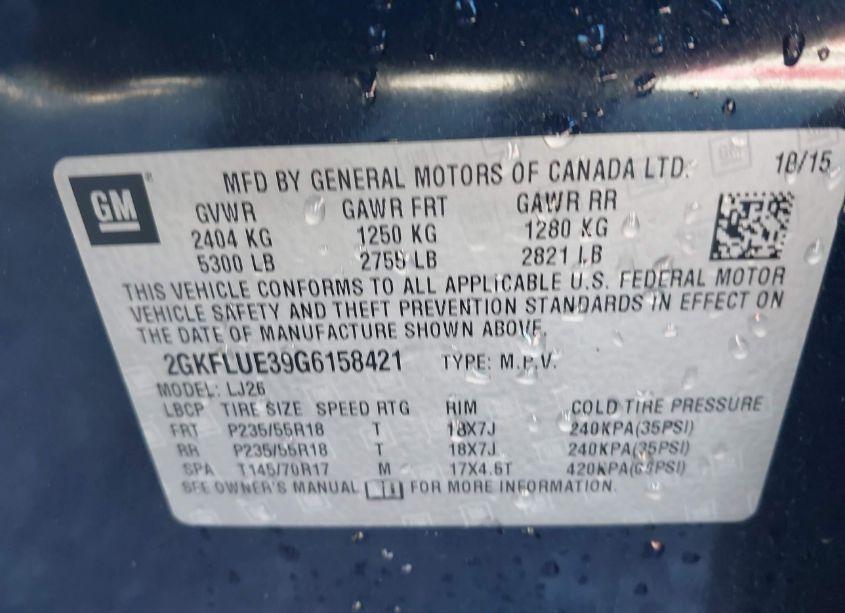 GM
MFD BY GENERAL MOTORS OF CANADA LTD. 10/15
GVWR GAWR FRT GAWR RR
2404 KG 1250 KG 1280 KG
5300 LB 2755 LB 2821 LB
THIS VEHICLE CONFORMS TO ALL APPLICABLE U.S. FEDERAL MOTOR
VEHICLE SAFETY AND THEFT PREVENTION STANDARDS IN EFFECT ON
THE DATE OF MANUFACTURE SHOWN ABOVE.
2GKFLUE39G6158421 TYPE: M.P.V.
MODEL: LJ26
LBCP TIRE SIZE SPEED RTG RIM COLD TIRE PRESSURE
FRT P235/55R18 T 18X7J 240KPA(35PSI)
RR P235/55R18 T 18X7J 240KPA(35PSI)
SPA T145/70R17 M 17X4.6T 420KPA(
SEE OWNER'S MANUAL FOR MORE INFORMATION.